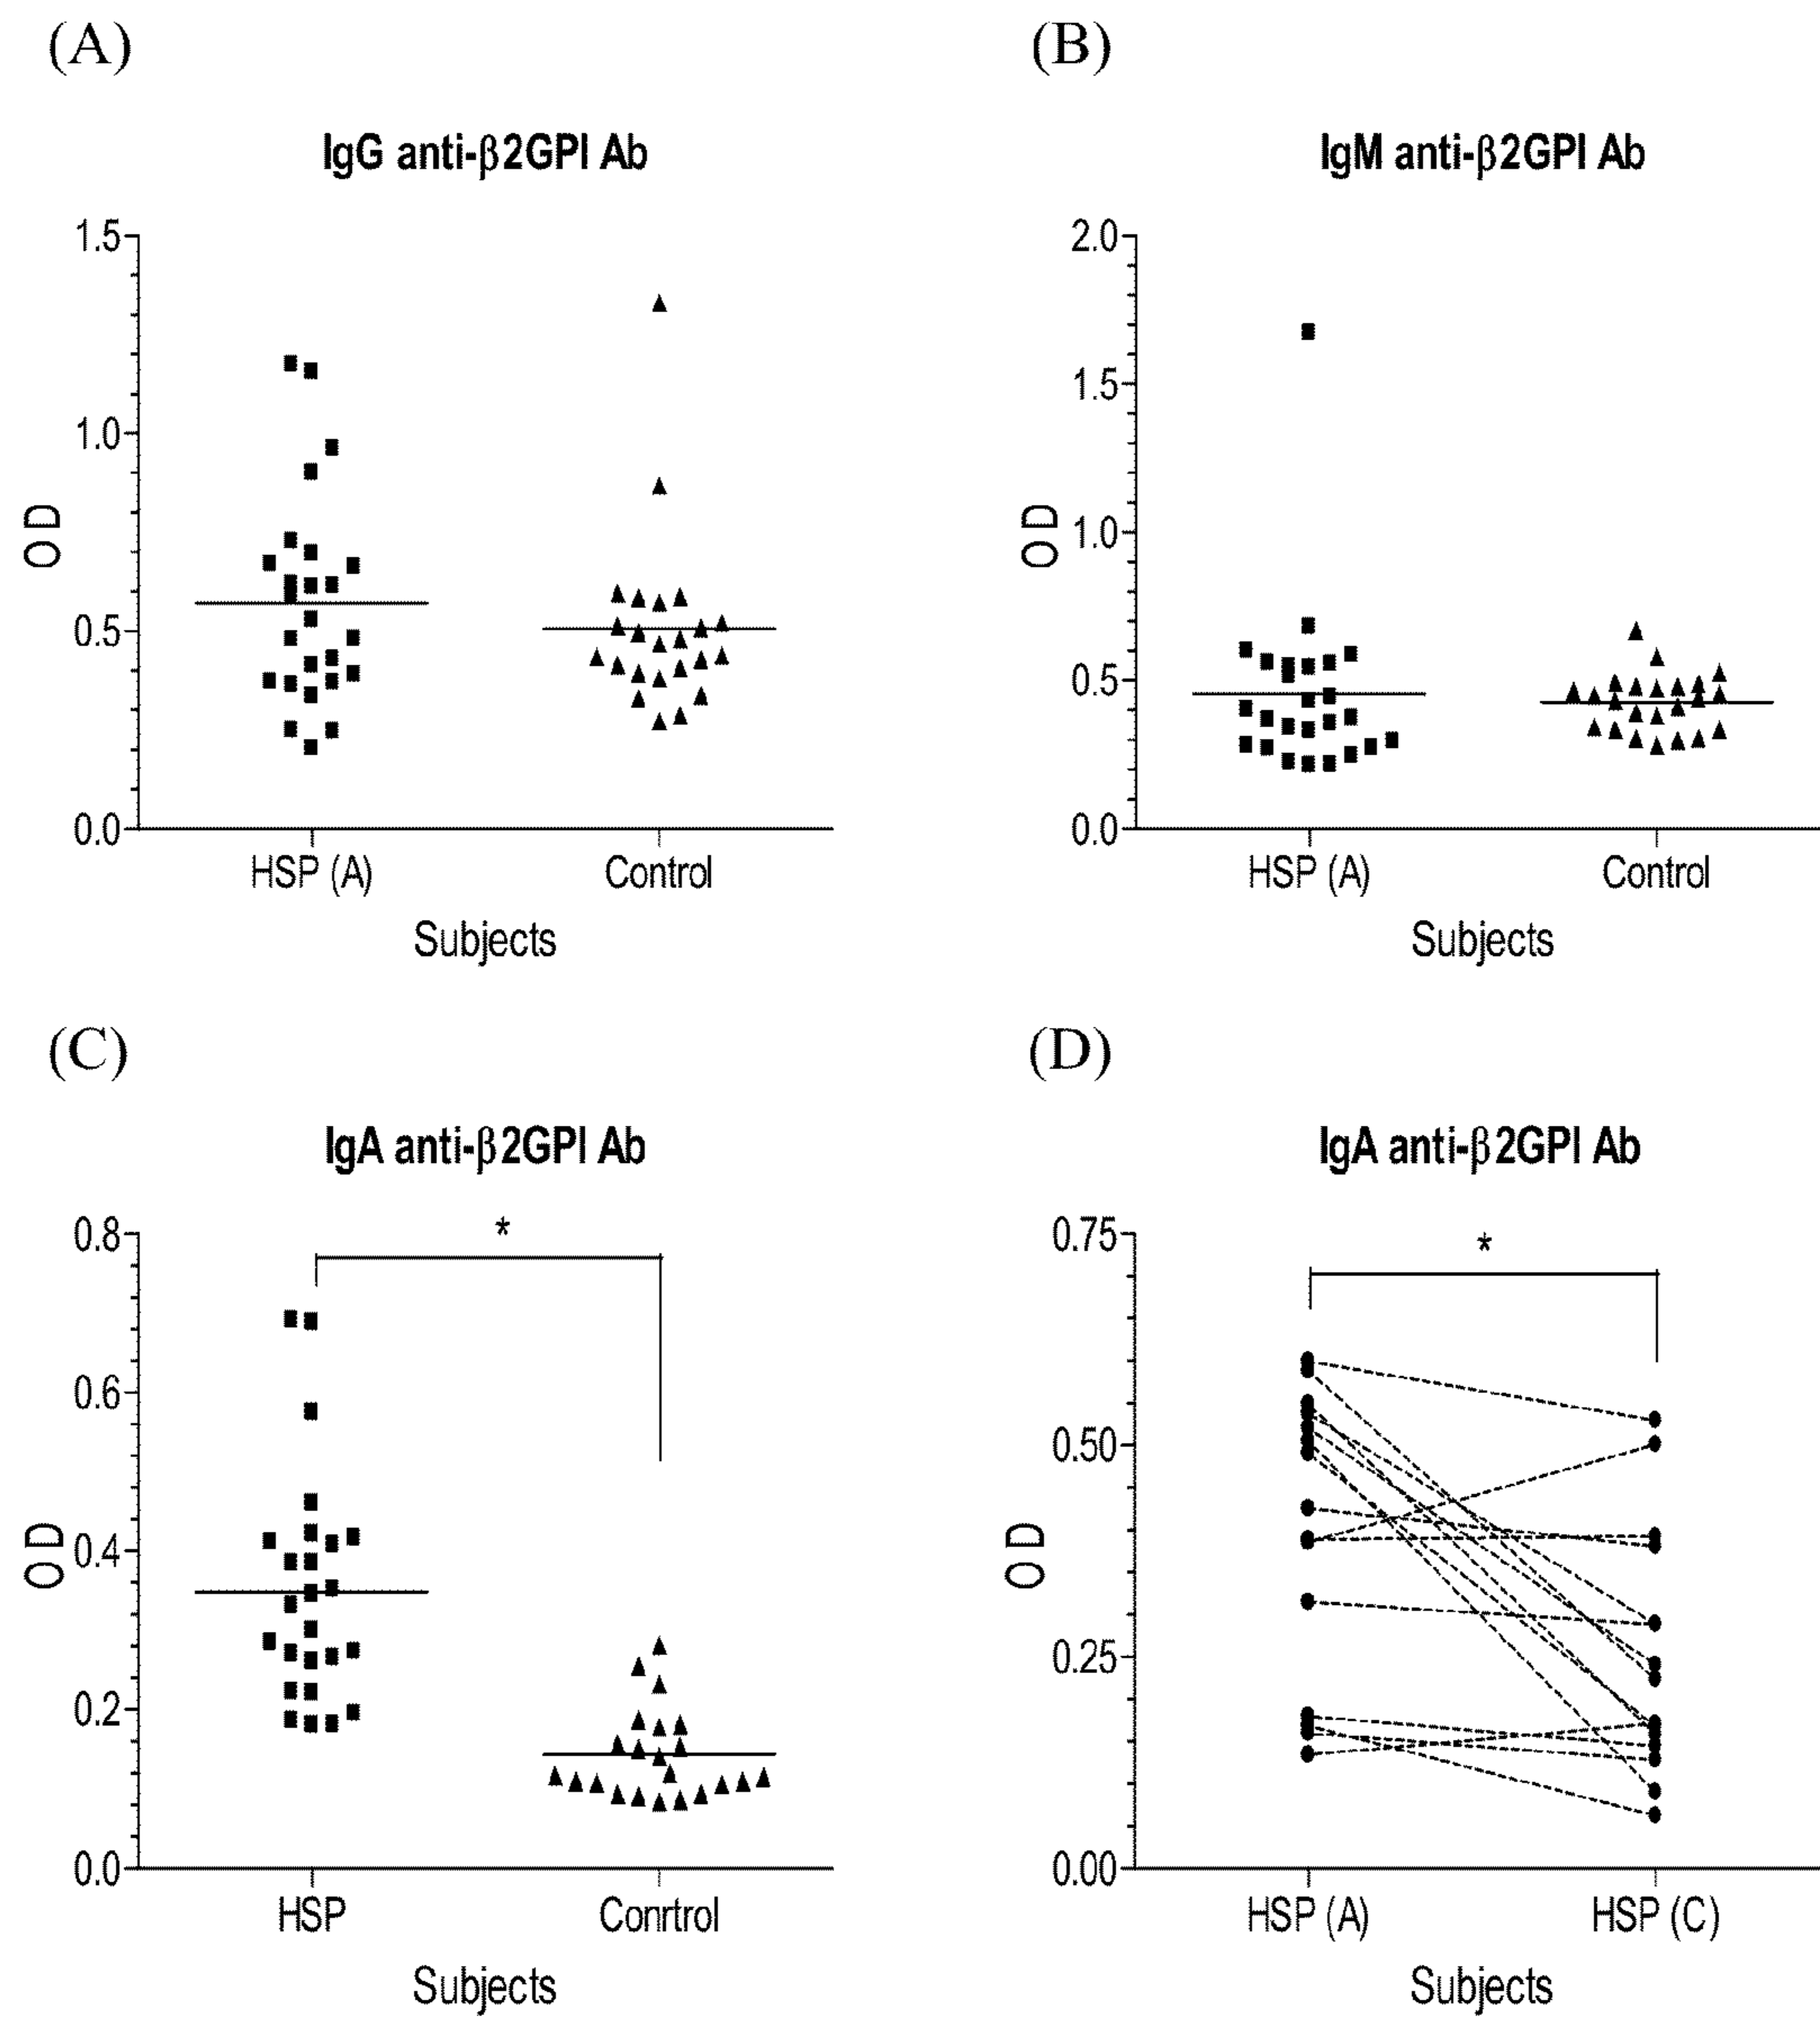 (A)
IgG anti-β2GPI Ab
1.5
1.0
0.5
0.0
OD
HSP (A)
Control
Subjects
(B)
IgM anti-β2GPI Ab
2.0
1.5
1.0
0.5
0.0
OD
HSP (A)
Control
Subjects
(C)
IgA anti-β2GPI Ab
0.8
0.6
0.4
0.2
0.0
OD
*
HSP
Conrtrol
Subjects
(D)
IgA anti-β2GPI Ab
0.75
0.50
0.25
0.00
OD
*
HSP (A)
HSP (C)
Subjects